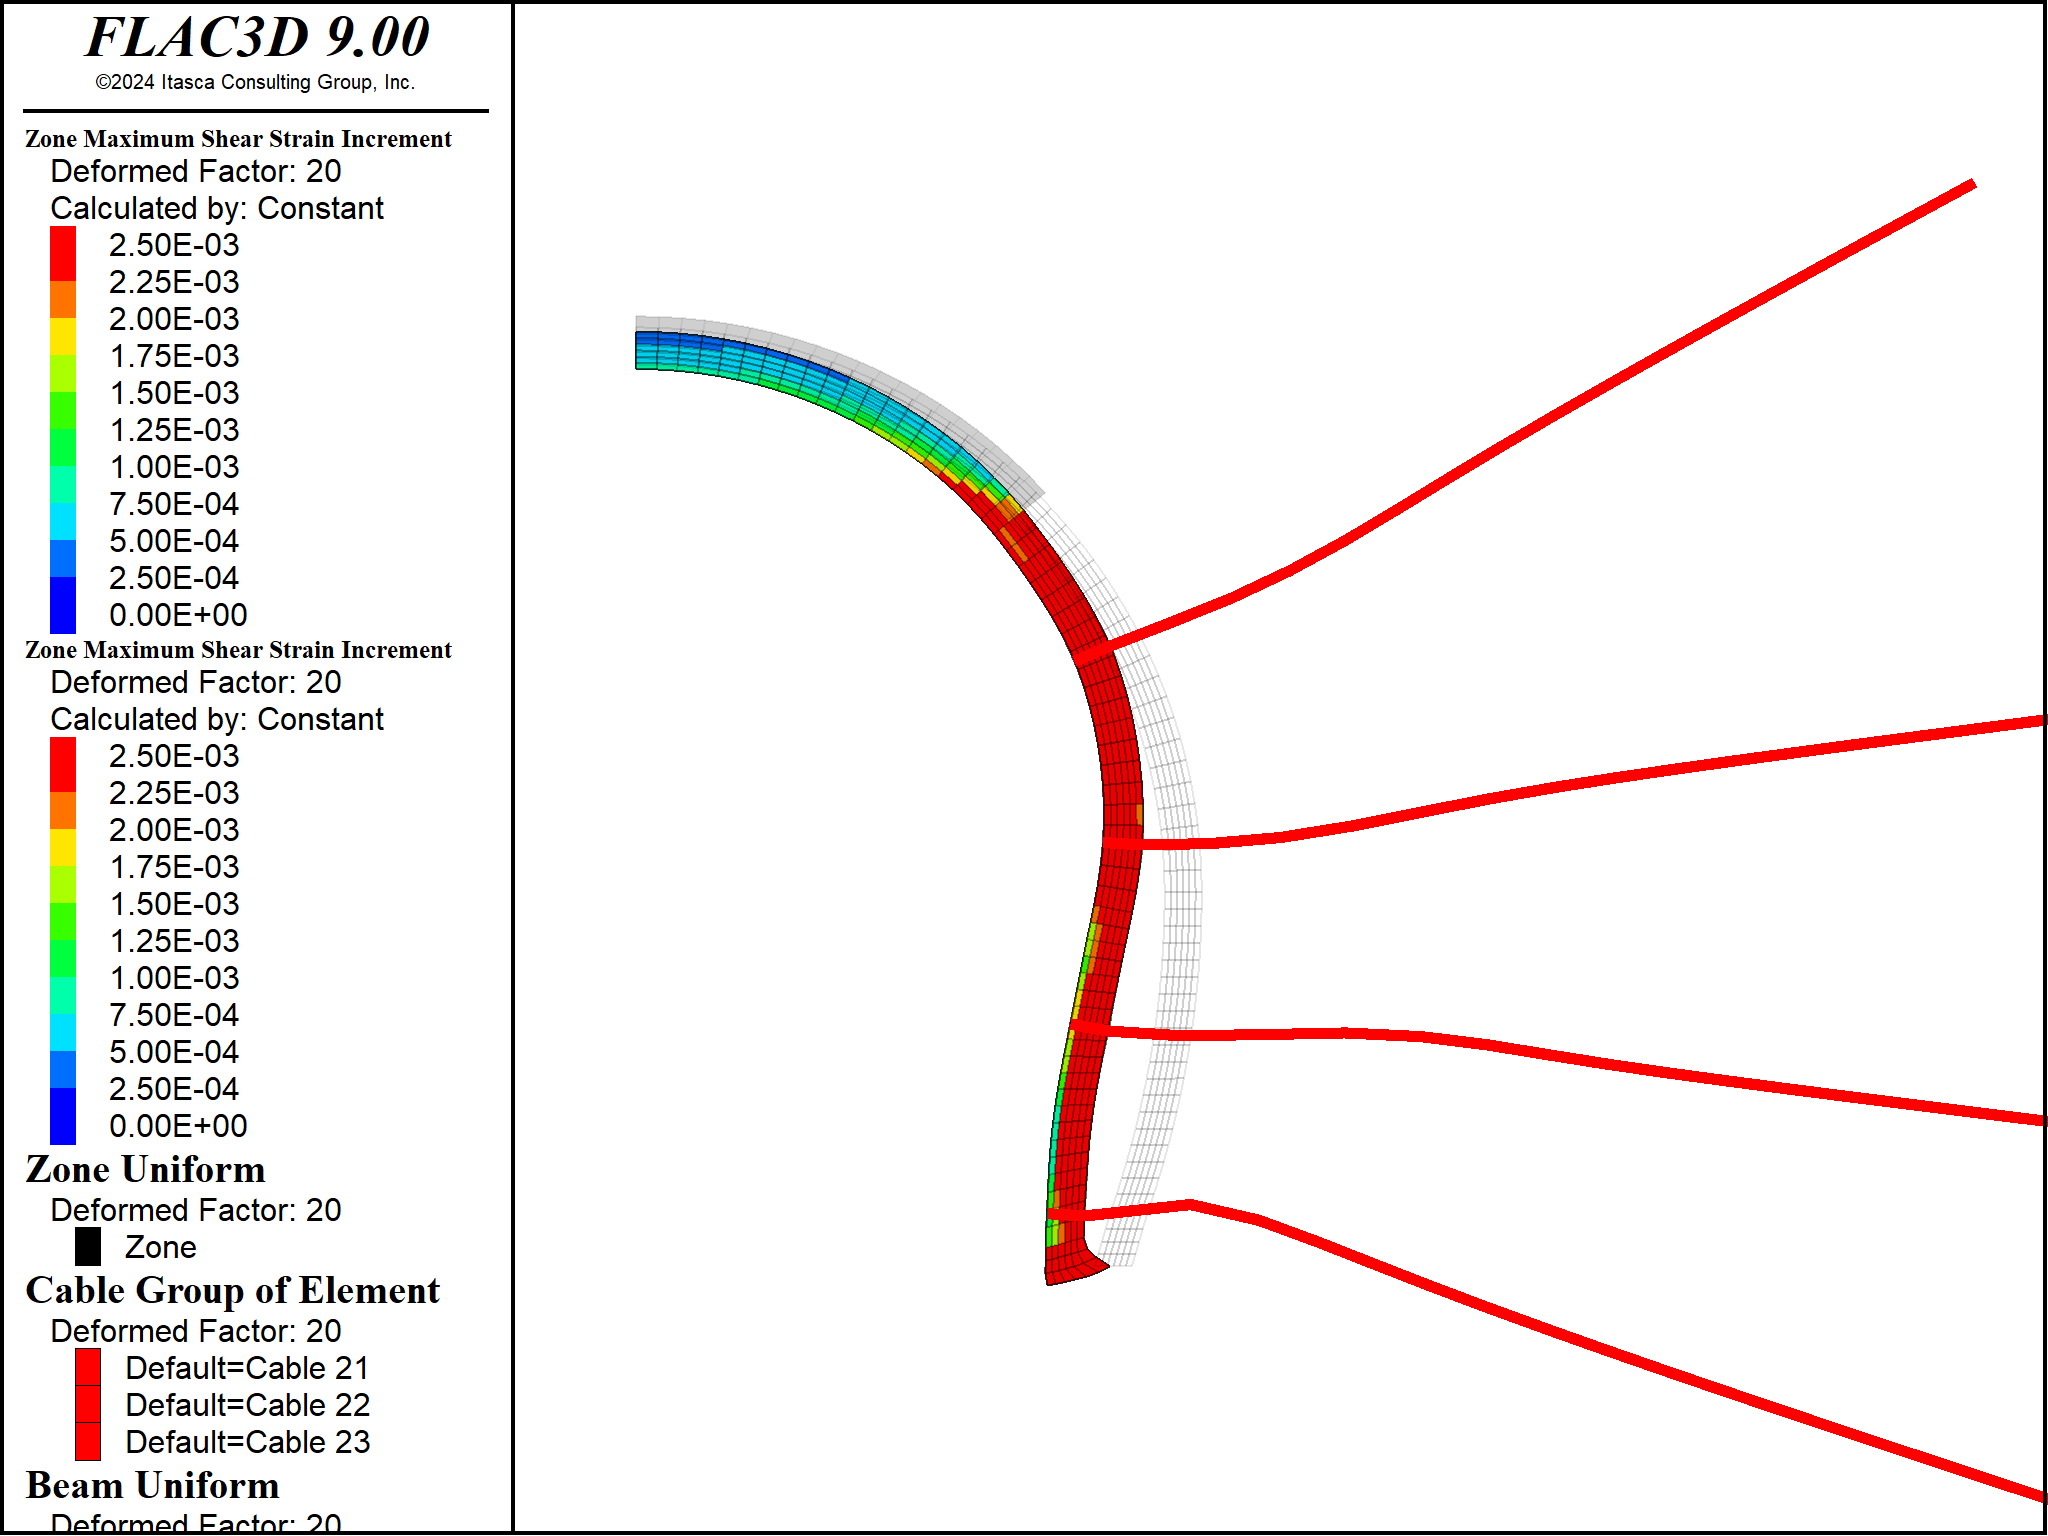 FLAC3D 9.00
©2024 Itasca Consulting Group, Inc.
Zone Maximum Shear Strain Increment
Deformed Factor: 20
Calculated by: Constant
2.50E-03
2.25E-03
2.00E-03
1.75E-03
1.50E-03
1.25E-03
1.00E-03
7.50E-04
5.00E-04
2.50E-04
0.00E+00
Zone Maximum Shear Strain Increment
Deformed Factor: 20
Calculated by: Constant
2.50E-03
2.25E-03
2.00E-03
1.75E-03
1.50E-03
1.25E-03
1.00E-03
7.50E-04
5.00E-04
2.50E-04
0.00E+00
Zone Uniform
Deformed Factor: 20
Zone
Cable Group of Element
Deformed Factor: 20
Default=Cable 21
Default=Cable 22
Default=Cable 23
Beam Uniform
Deformed Factor: 20